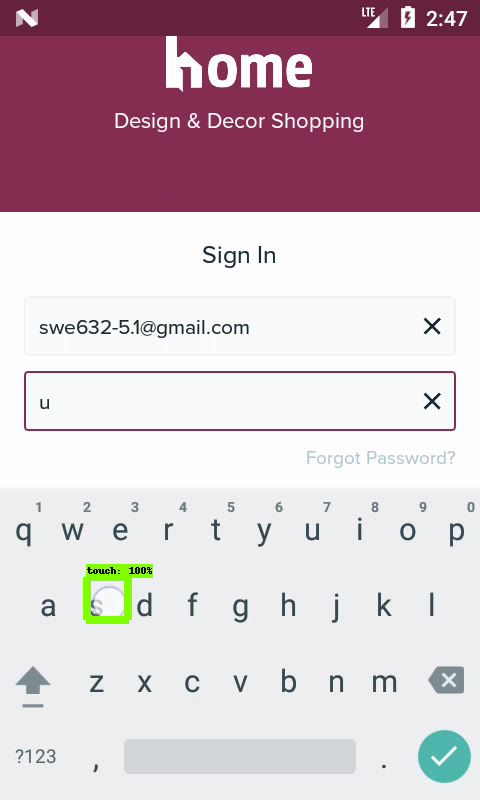 LTE 2:47
home
Design & Decor Shopping
Sign In
swe632-5.1@gmail.com
u
Forgot Password?
1 2 3 4 5 6 7 8 9 0
q w e r t y u i o p
touch: 100%
a s d f g h j k l
z x c v b n m
?123 , .